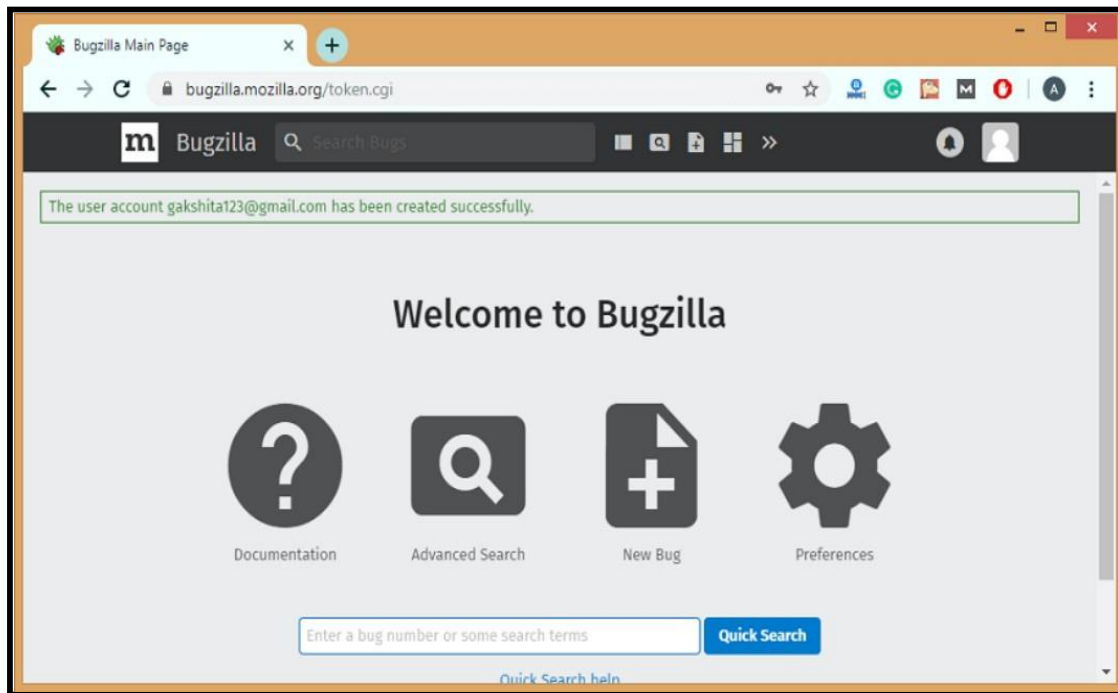 Bugzilla Main Page
bugzilla.mozilla.org/token.cgi
A
m Bugzilla Search Bugs
The user account gakshita123@gmail.com has been created successfully.
Welcome to Bugzilla
Documentation Advanced Search New Bug Preferences
Enter a bug number or some search terms Quick Search
Quick Search help